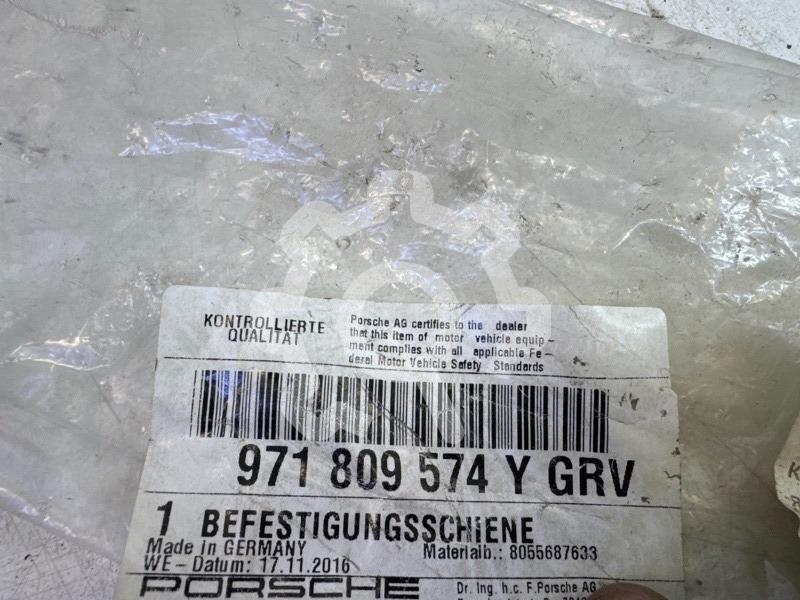 KONTROLLIERTE
QUALITÄT
Porsche AG certifies to the dealer
that this item of motor vehicle equip-
ment complies with all applicable Fe-
deral Motor Vehicle Safety Standards
971 809 574 Y GRV
1 BEFESTIGUNGSSCHIENE
Made in GERMANY Materialb.: 8055687633
WE-Datum: 17.11.2016
PORSCHE Dr. Ing. h.c. F.Porsche AG